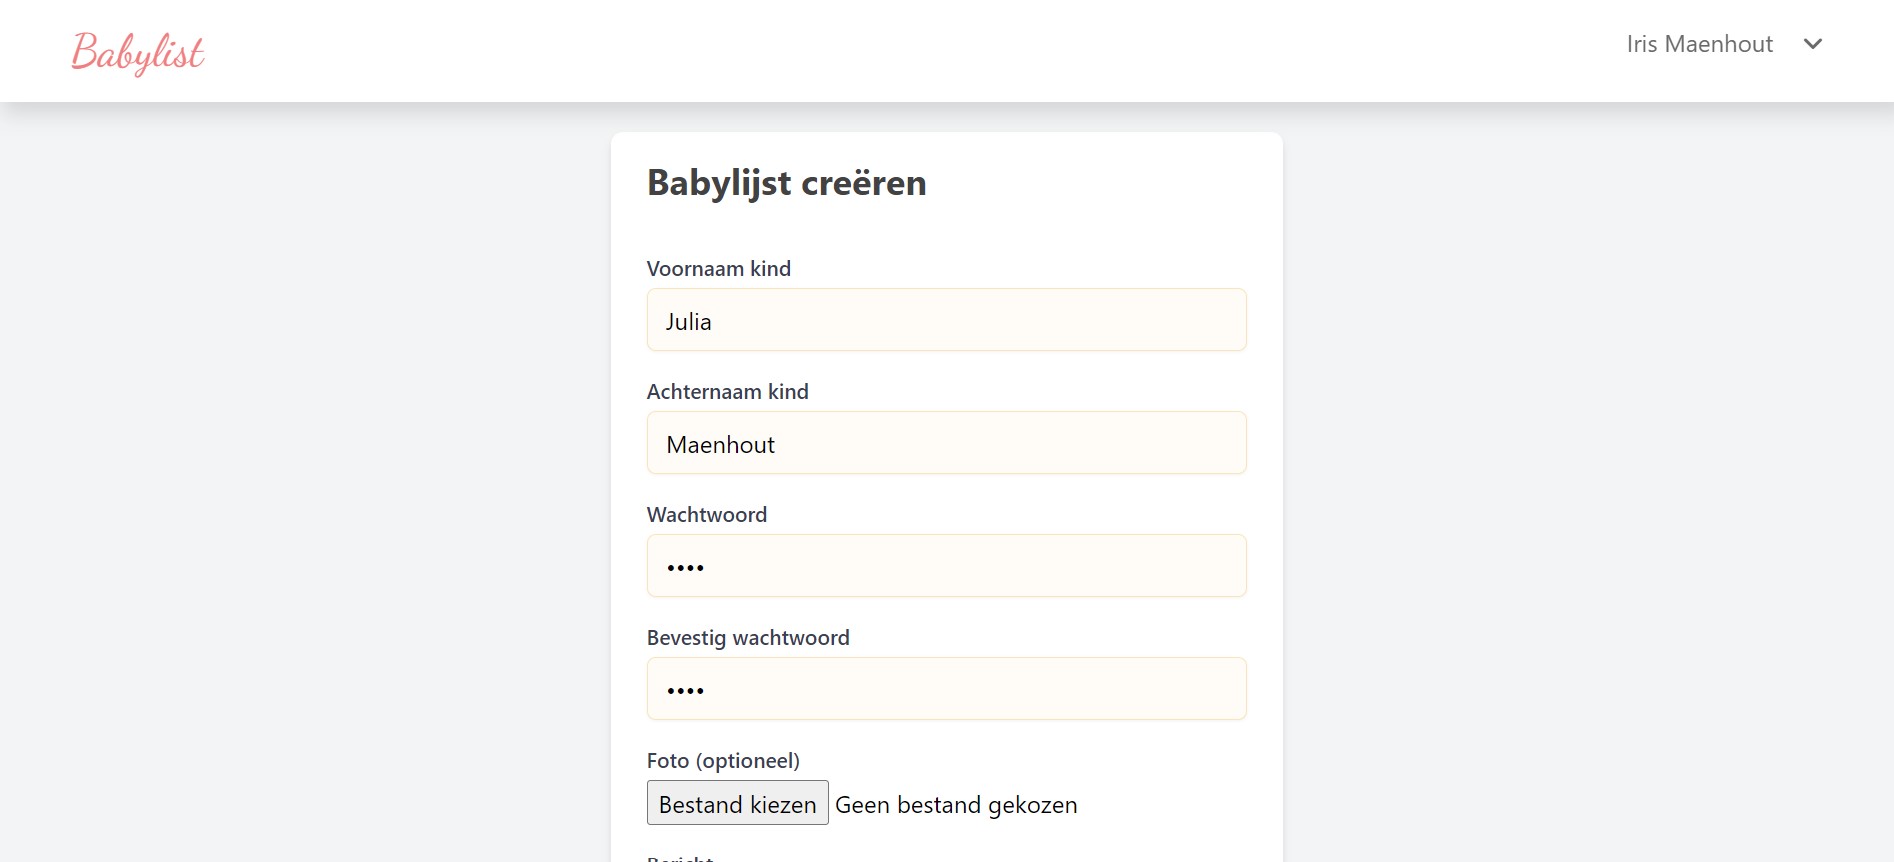 Babylist
Iris Maenhout
Babylijst creëren
Voornaam kind
Julia
Achternaam kind
Maenhout
Wachtwoord
••••
Bevestig wachtwoord
••••
Foto (optioneel)
Bestand kiezen Geen bestand gekozen
Bericht